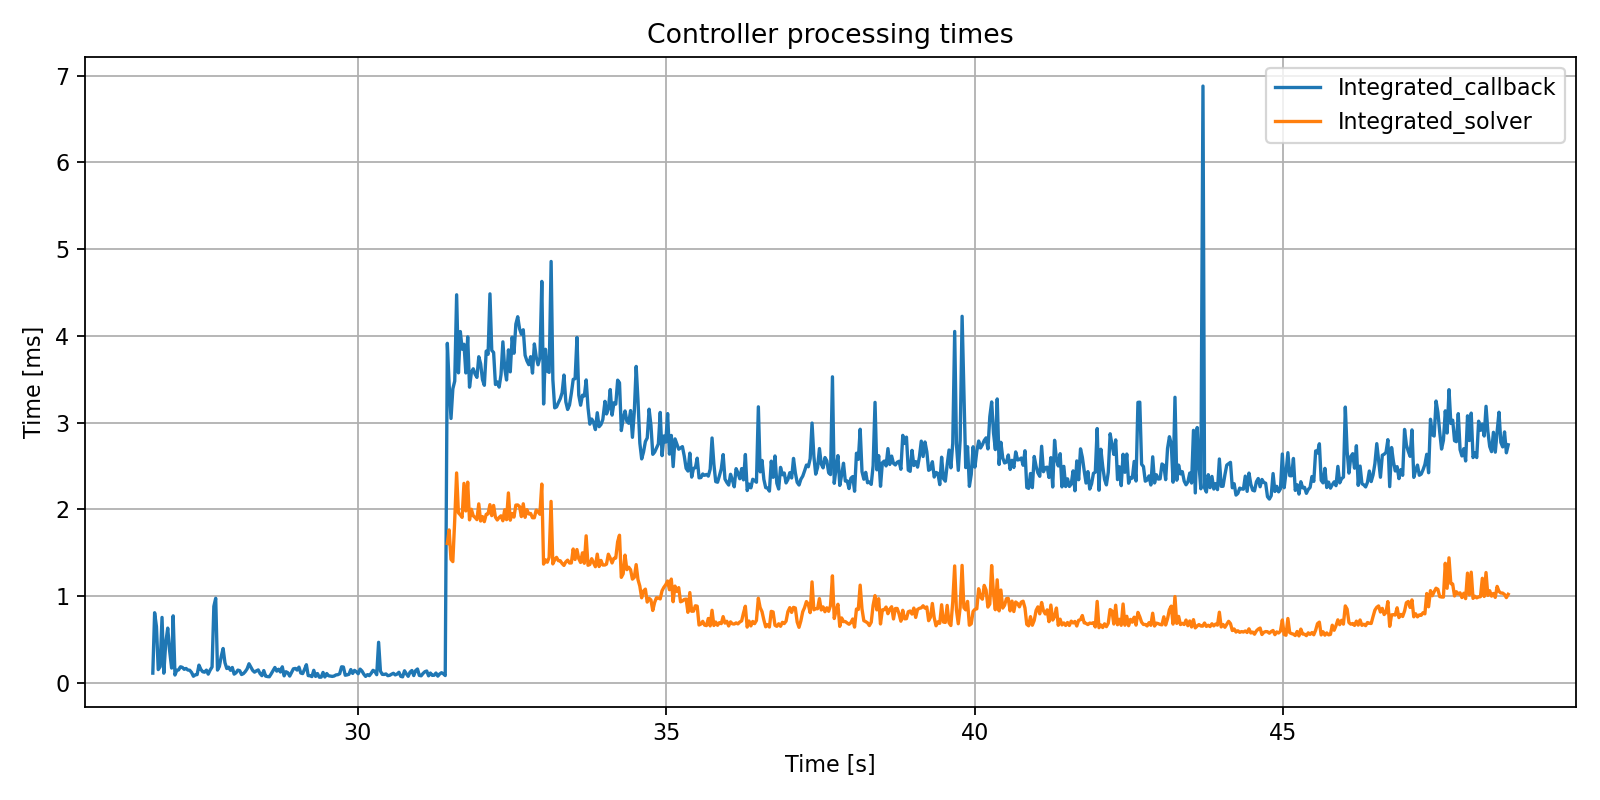 Controller processing times
Integrated_callback
Integrated_solver
Time [ms]
7
6
5
4
3
2
1
0
30
35
40
45
Time [s]